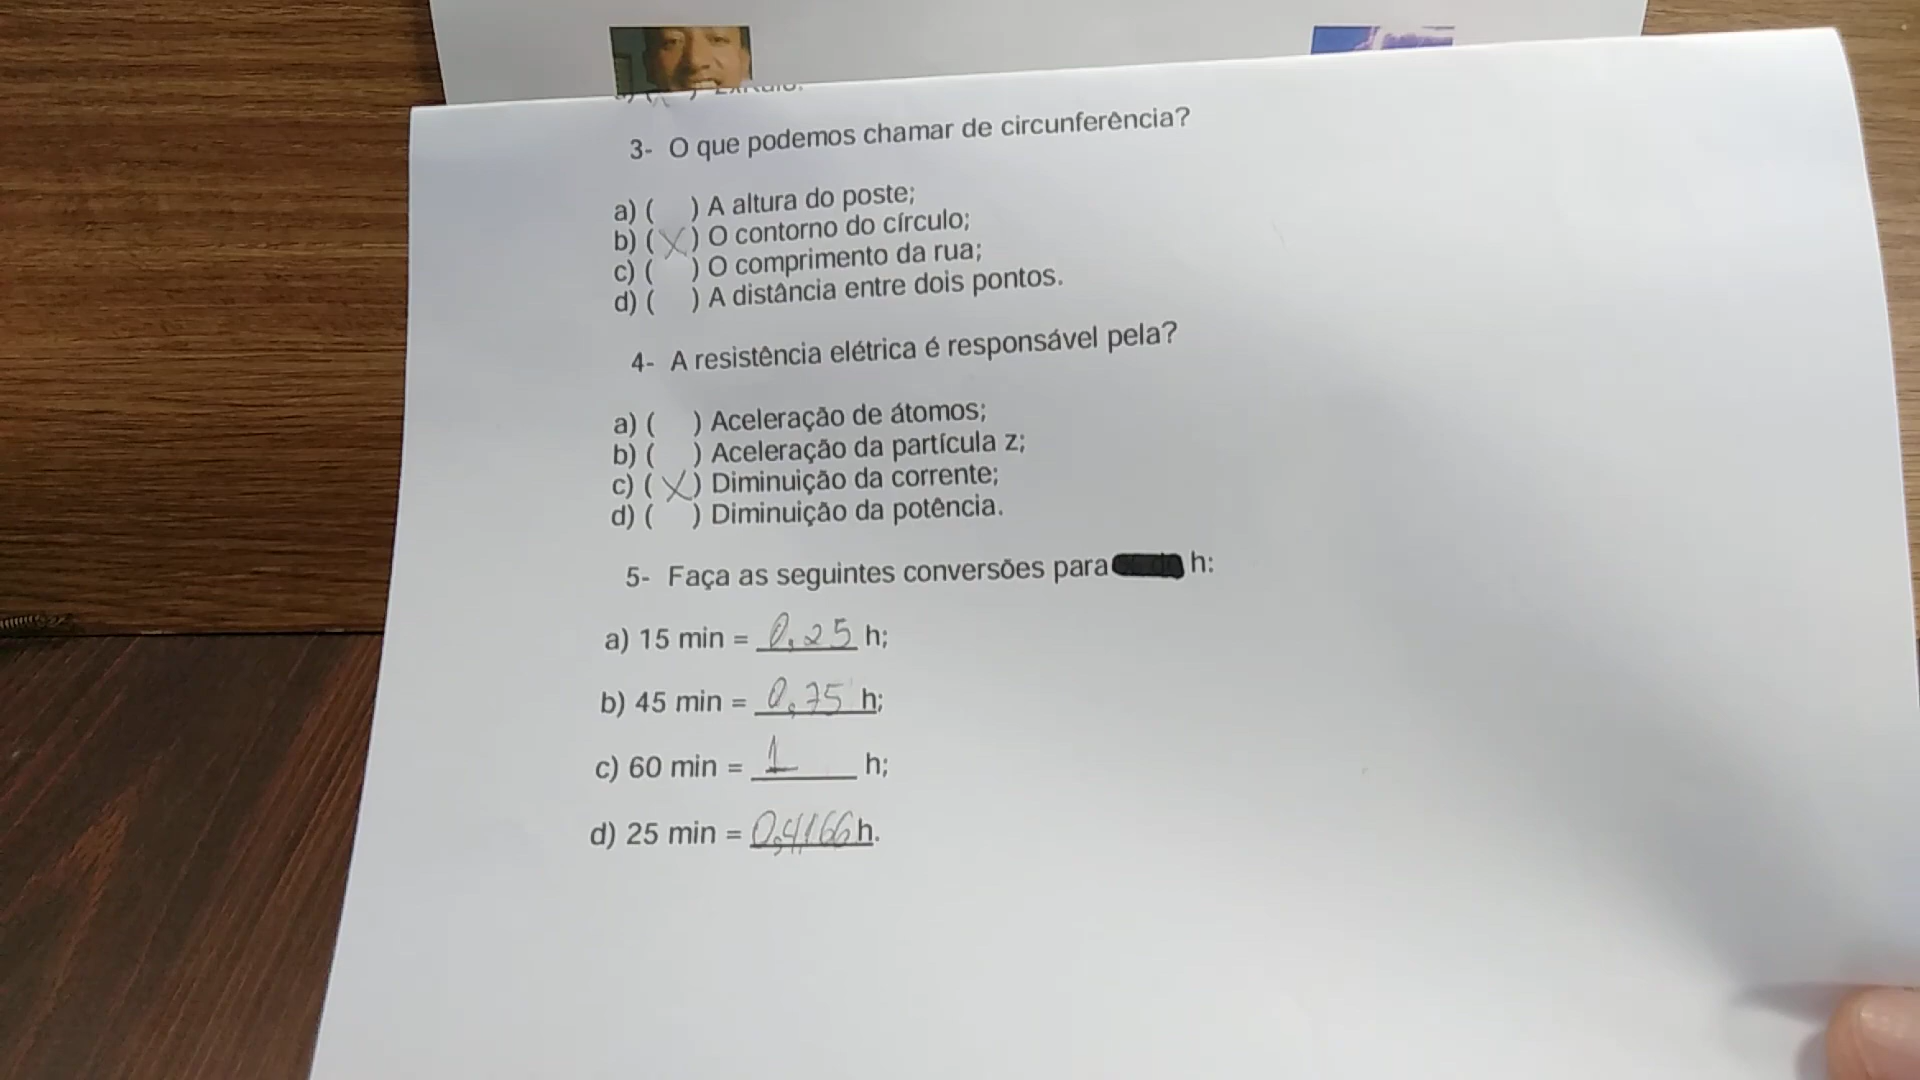 3- O que podemos chamar de circunferência?
a) (   ) A altura do poste;
b) ( X ) O contorno do círculo;
c) (   ) O comprimento da rua;
d) (   ) A distância entre dois pontos.
4- A resistência elétrica é responsável pela?
a) (   ) Aceleração de átomos;
b) (   ) Aceleração da partícula z;
c) ( X ) Diminuição da corrente;
d) (   ) Diminuição da potência.
5- Faça as seguintes conversões para h:
a) 15 min = 0,25 h;
b) 45 min = 0,75 h;
c) 60 min = 1 h;
d) 25 min = 0,4166 h.